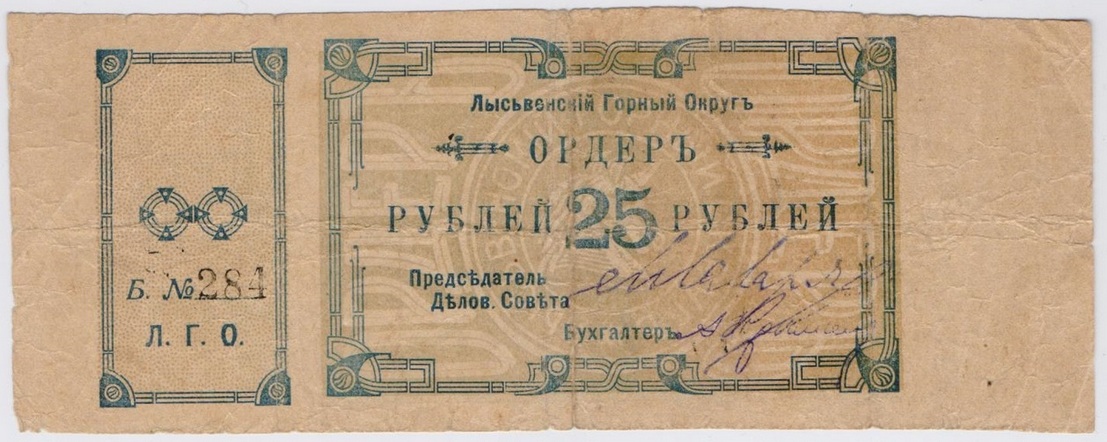 Б. №284
Л. Г. О.
Лысьвенскій Горный Округъ
ОРДЕРЪ
РУБЛЕЙ 25 РУБЛЕЙ
Предсѣдатель
Дѣлов. Совѣта
Бухгалтеръ